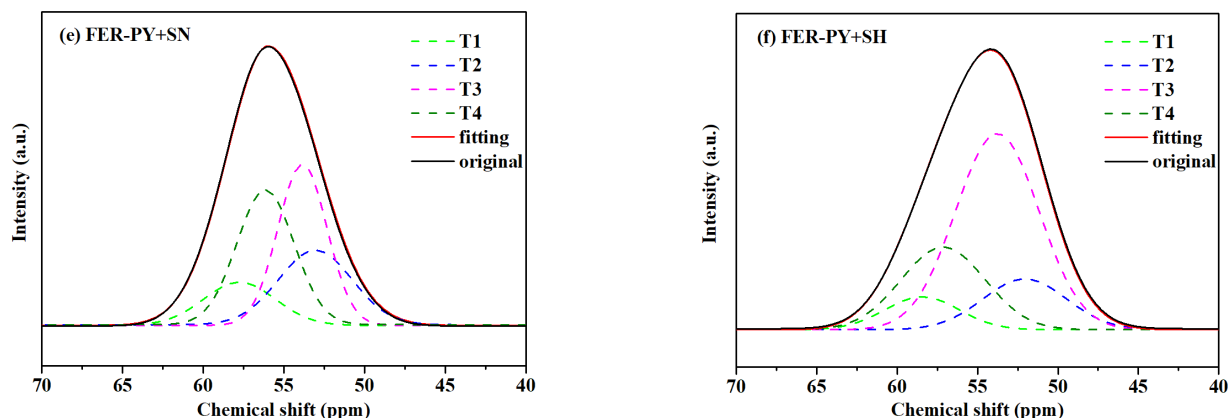 (e) FER-PY+SN
T1
T2
T3
T4
fitting
original
Intensity (a.u.)
70 65 60 55 50 45 40
Chemical shift (ppm)
(f) FER-PY+SH
T1
T2
T3
T4
fitting
original
Intensity (a.u.)
70 65 60 55 50 45 40
Chemical shift (ppm)